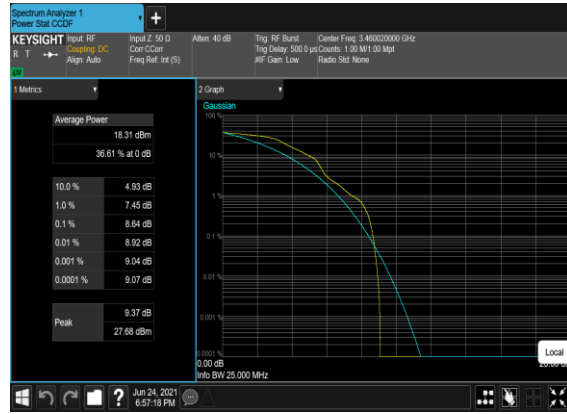 Spectrum Analyzer 1
Power Stat CCDF
+
KEYSIGHT
R T
LXI
Input: RF
Coupling: DC
Align: Auto
Input Z: 50 Ω
Corr CCorr
Freq Ref: Int (S)
Atten: 40 dB
Trig: RF Burst
Trig Delay: 500.0 µs
#IF Gain: Low
Center Freq: 3.460020000 GHz
Counts: 1.00 M/1.00 Mpt
Radio Std: None
1 Metrics
Average Power
18.31 dBm
36.61 % at 0 dB
10.0 % 4.93 dB
1.0 % 7.45 dB
0.1 % 8.64 dB
0.01 % 8.92 dB
0.001 % 9.04 dB
0.0001 % 9.07 dB
Peak
9.37 dB
27.68 dBm
2 Graph
Gaussian
100 %
10 %
1 %
0.1 %
0.01 %
0.001 %
0.0001 %
0.00 dB
Info BW 25.000 MHz
Local
?
Jun 24, 2021
6:57:18 PM